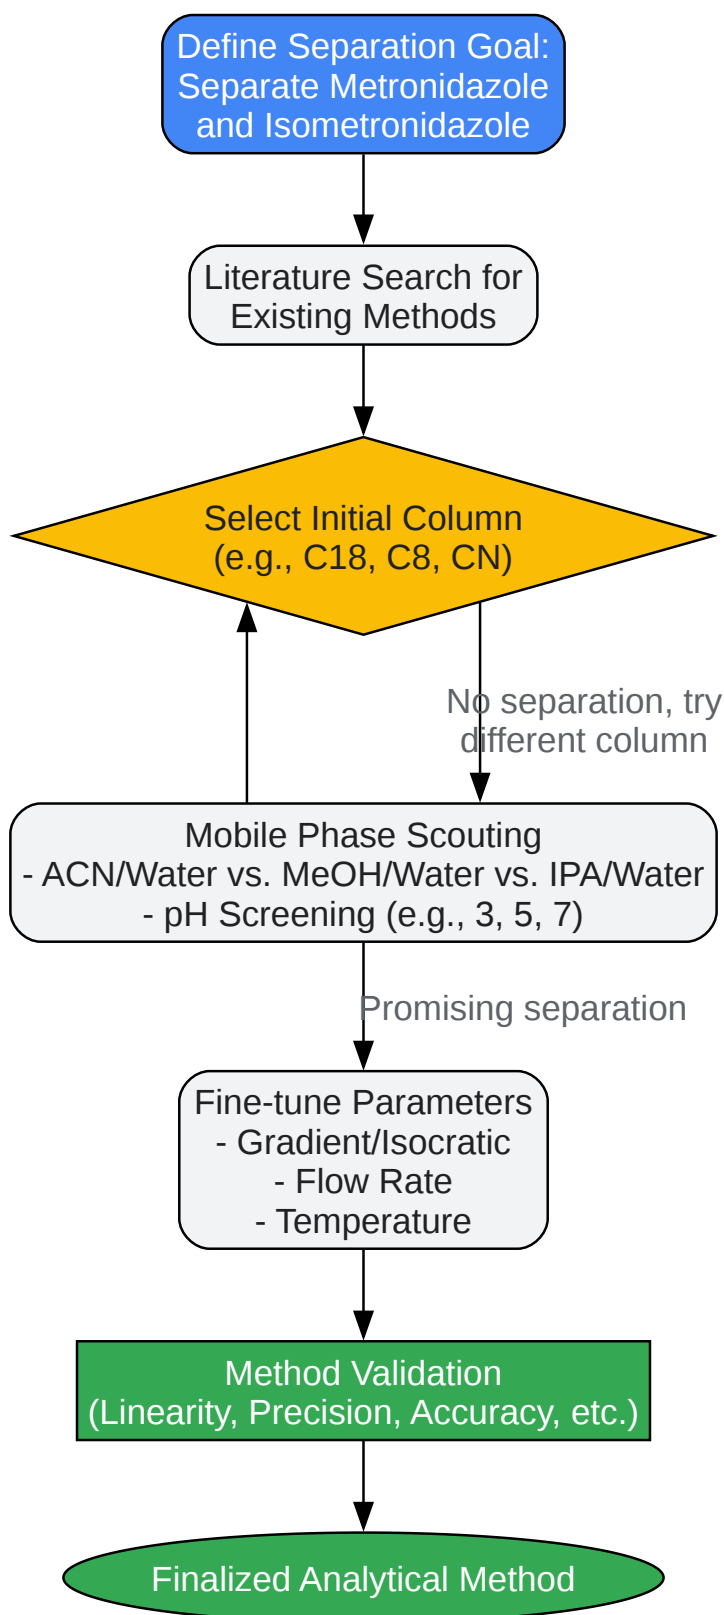 Define Separation Goal:
Separate Metronidazole
and Isometronidazole
Literature Search for
Existing Methods
Select Initial Column
(e.g., C18, C8, CN)
No separation, try
different column
Mobile Phase Scouting
- ACN/Water vs. MeOH/Water vs. IPA/Water
- pH Screening (e.g., 3, 5, 7)
Promising separation
Fine-tune Parameters
- Gradient/Isocratic
- Flow Rate
- Temperature
Method Validation
(Linearity, Precision, Accuracy, etc.)
Finalized Analytical Method